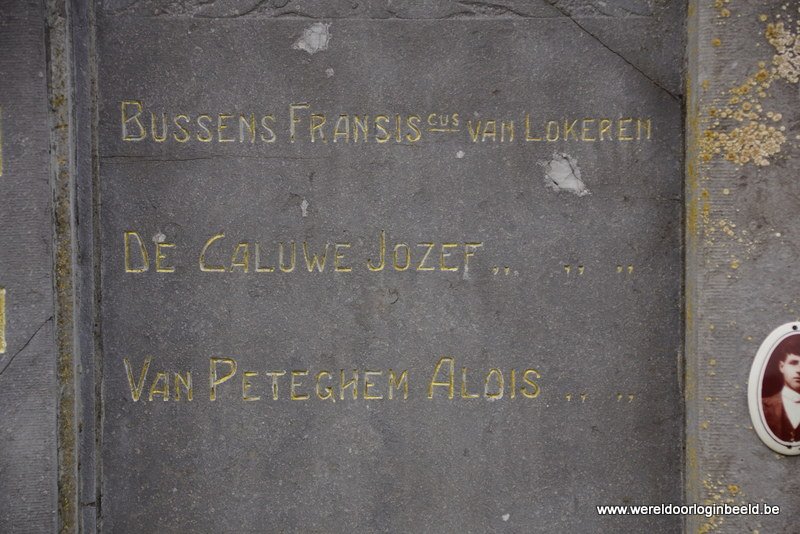 BUSSENS FRANSISCUS VAN LOKEREN
DE CALUWE JOZEF ,, ,, ,,
VAN PETEGHEM ALOIS ,, ,,
www.wereldoorloginbeeld.be